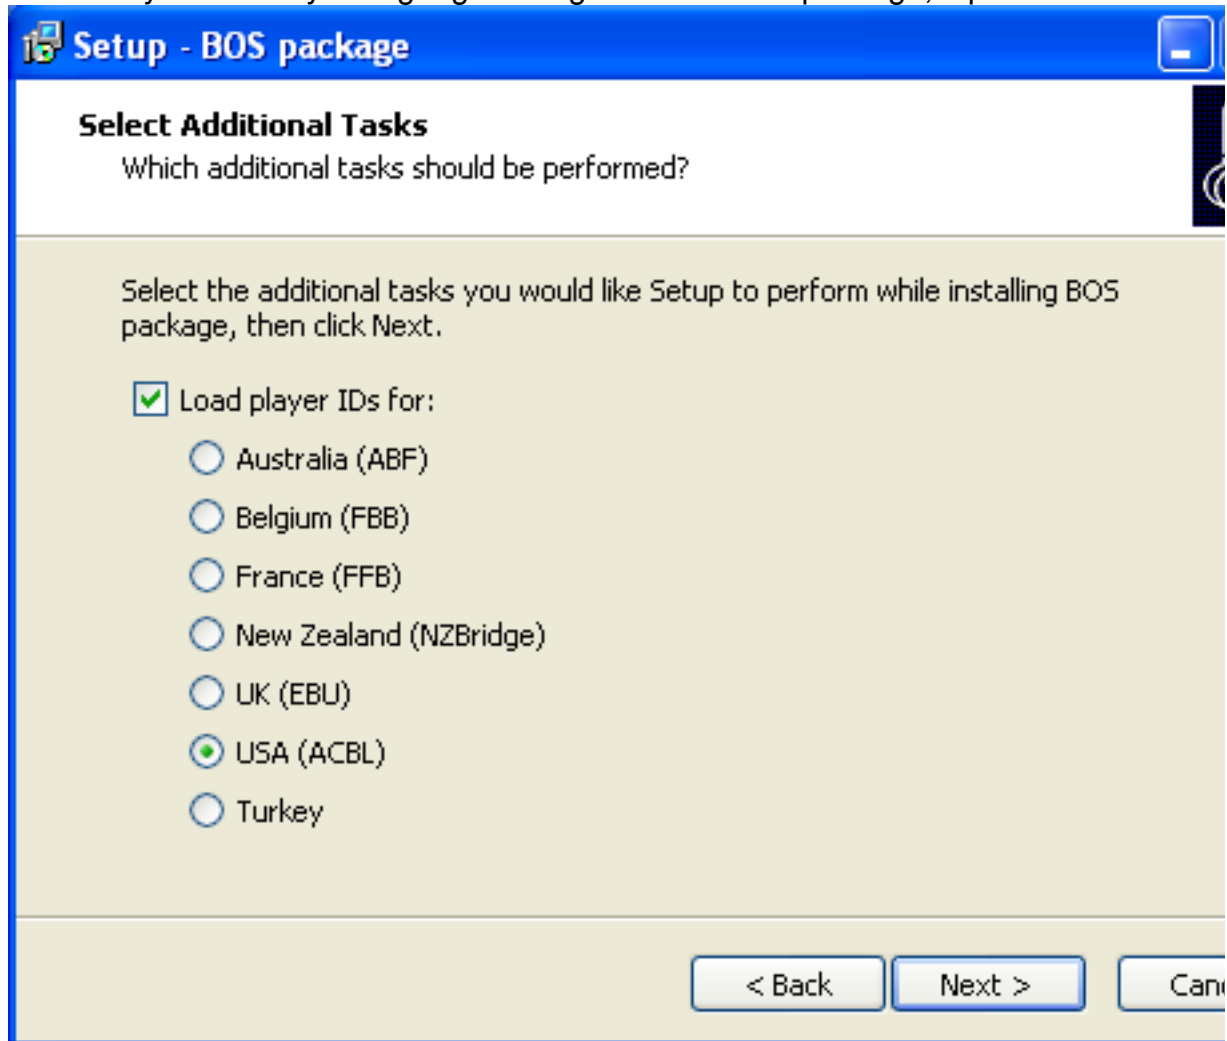 Setup - BOS package
Select Additional Tasks
Which additional tasks should be performed?
Select the additional tasks you would like Setup to perform while installing BOS
package, then click Next.
Load player IDs for:
Australia (ABF)
Belgium (FBB)
France (FFB)
New Zealand (NZBridge)
UK (EBU)
USA (ACBL)
Turkey
< Back
Next >